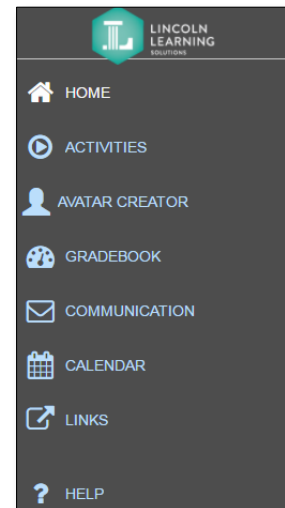 LINCOLN
LEARNING
SOLUTIONS
HOME
ACTIVITIES
AVATAR CREATOR
GRADEBOOK
COMMUNICATION
CALENDAR
LINKS
HELP